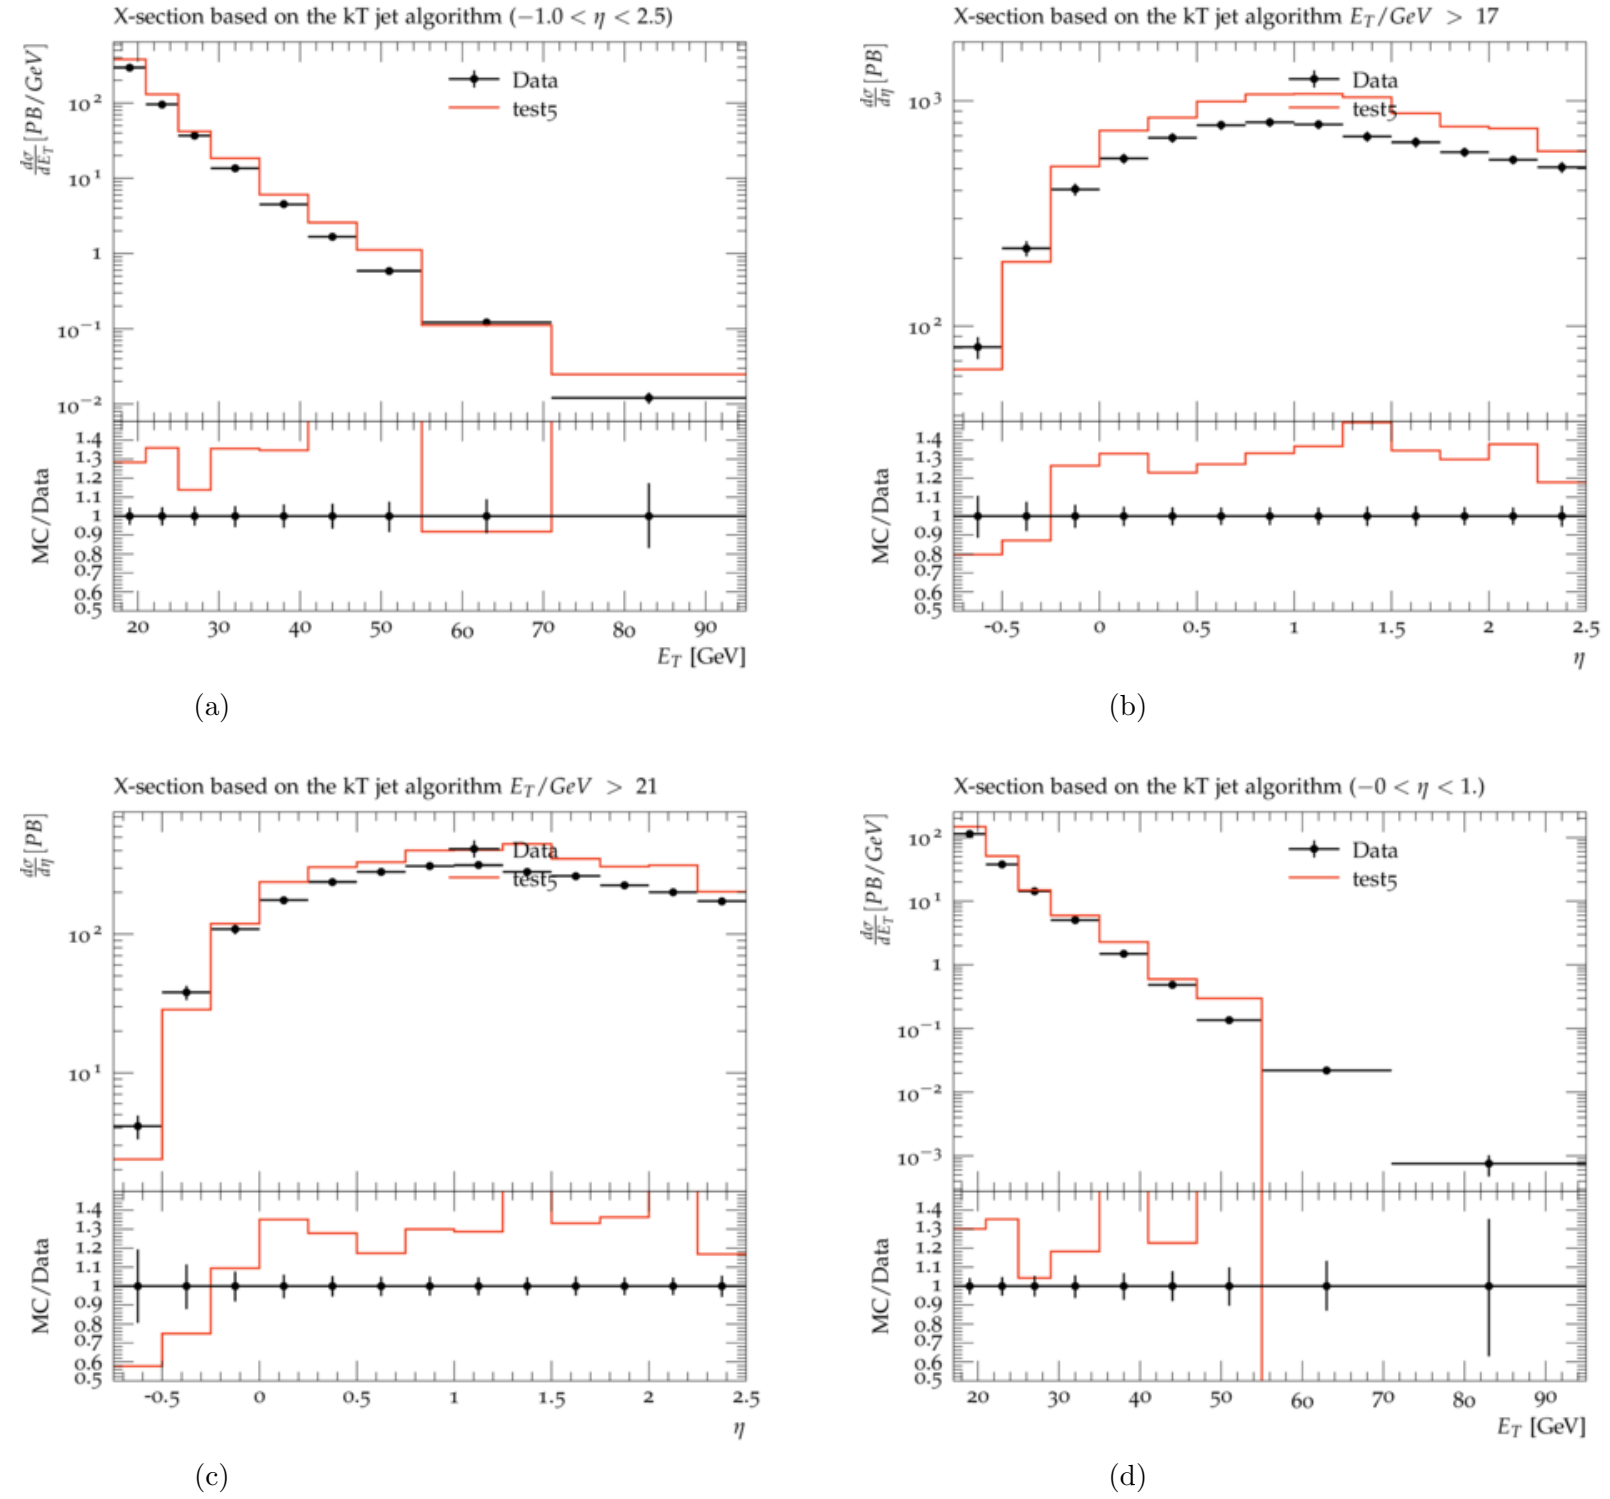 X-section based on the kT jet algorithm (−1.0 < η < 2.5)
dσ/dE_T [PB/GeV]
Data
test5
10²
10¹
1
10⁻¹
10⁻²
MC/Data
1.4
1.3
1.2
1.1
1
0.9
0.8
0.7
0.6
0.5
20 30 40 50 60 70 80 90
E_T [GeV]
(a)
X-section based on the kT jet algorithm E_T/GeV > 17
dσ/dη [PB]
Data
test5
10³
10²
MC/Data
1.4
1.3
1.2
1.1
1
0.9
0.8
0.7
0.6
0.5
-0.5 0 0.5 1 1.5 2 2.5
η
(b)
X-section based on the kT jet algorithm E_T/GeV > 21
dσ/dη [PB]
Data
test5
10²
10¹
MC/Data
1.4
1.3
1.2
1.1
1
0.9
0.8
0.7
0.6
0.5
-0.5 0 0.5 1 1.5 2 2.5
η
(c)
X-section based on the kT jet algorithm (−0 < η < 1.)
dσ/dE_T [PB/GeV]
Data
test5
10²
10¹
1
10⁻¹
10⁻²
10⁻³
MC/Data
1.4
1.3
1.2
1.1
1
0.9
0.8
0.7
0.6
0.5
20 30 40 50 60 70 80 90
E_T [GeV]
(d)